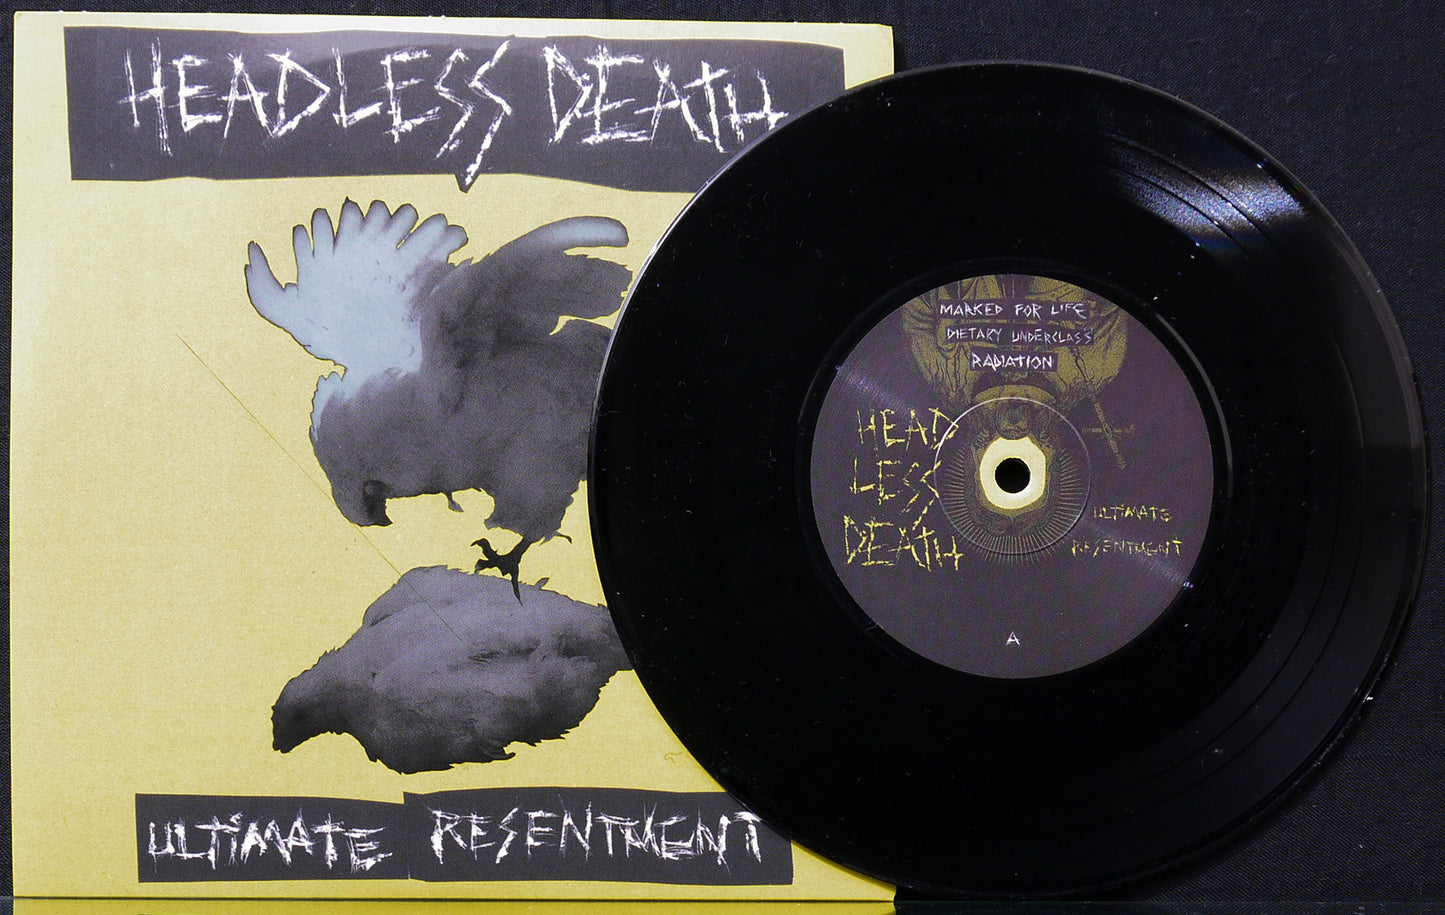 HEADLESS DEATH
ULTIMATE RESENTMENT
MARKED FOR LIFE
DIETARY UNDERCLASS
RADIATION
HEAD
LESS
DEATH
ULTIMATE
RESENTMENT
A